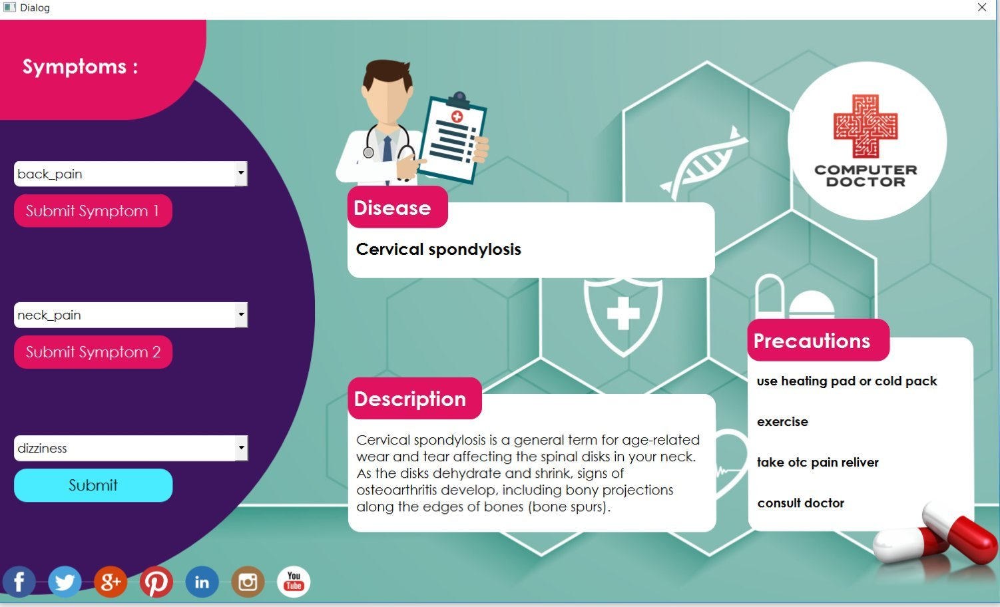 Dialog
Symptoms :
back_pain
Submit Symptom 1
neck_pain
Submit Symptom 2
dizziness
Submit
COMPUTER
DOCTOR
Disease
Cervical spondylosis
Description
Cervical spondylosis is a general term for age-related
wear and tear affecting the spinal disks in your neck.
As the disks dehydrate and shrink, signs of
osteoarthritis develop, including bony projections
along the edges of bones (bone spurs).
Precautions
use heating pad or cold pack
exercise
take otc pain reliver
consult doctor
f
g+
in
You
Tube